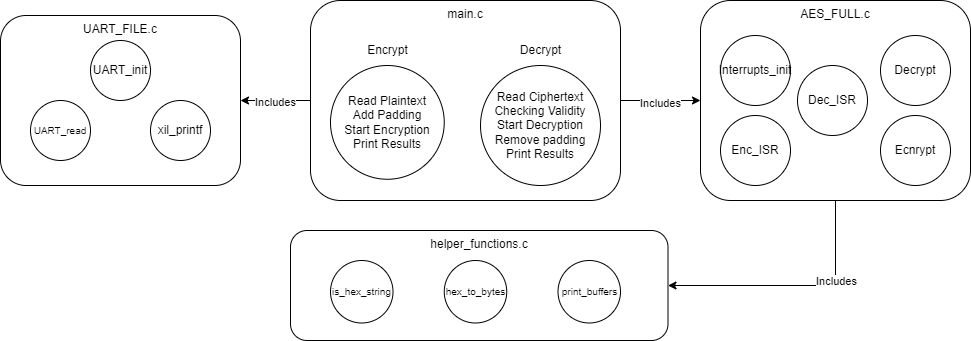 UART_FILE.c
UART_init
UART_read
xil_printf
Includes
main.c
Encrypt
Read Plaintext
Add Padding
Start Encryption
Print Results
Decrypt
Read Ciphertext
Checking Validity
Start Decryption
Remove padding
Print Results
Includes
AES_FULL.c
Interrupts_init
Decrypt
Dec_ISR
Enc_ISR
Ecnrypt
Includes
helper_functions.c
is_hex_string
hex_to_bytes
print_buffers